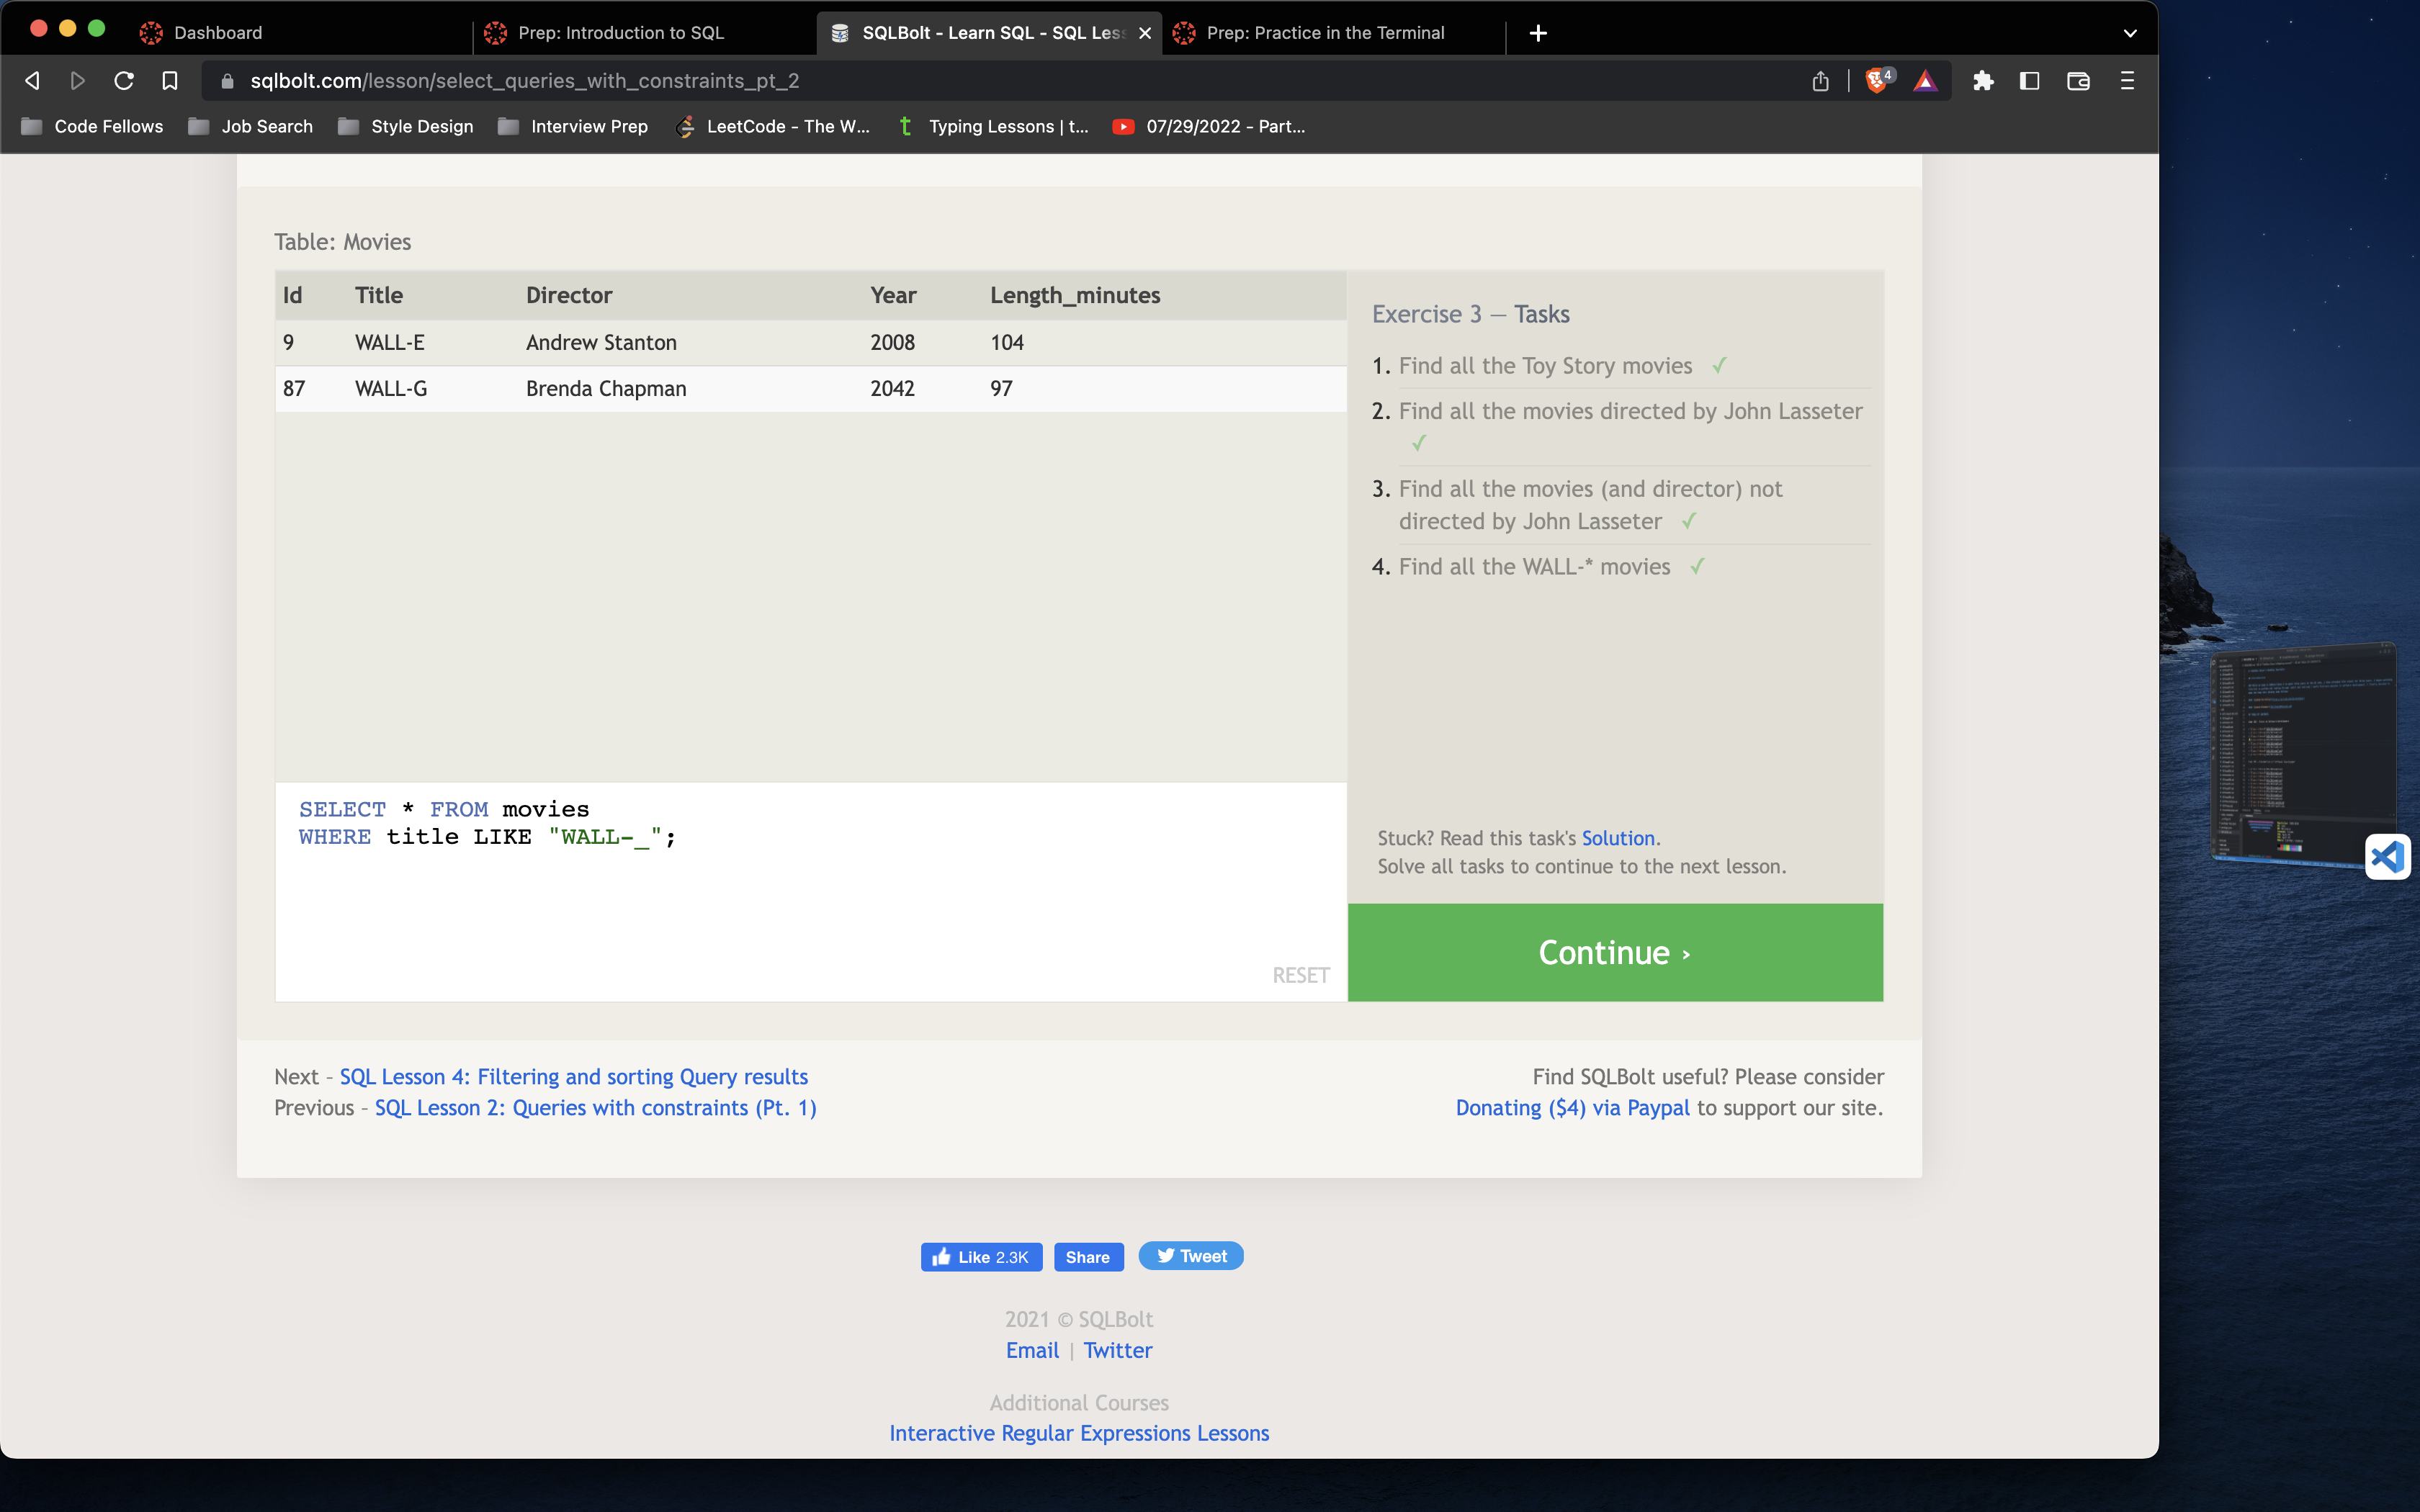 Dashboard
Prep: Introduction to SQL
SQLBolt - Learn SQL - SQL Les
Prep: Practice in the Terminal
sqlbolt.com/lesson/select_queries_with_constraints_pt_2
4
Code Fellows
Job Search
Style Design
Interview Prep
LeetCode - The W...
Typing Lessons | t...
07/29/2022 - Part...
Table: Movies
Id Title Director Year Length_minutes
9 WALL-E Andrew Stanton 2008 104
87 WALL-G Brenda Chapman 2042 97
SELECT * FROM movies
WHERE title LIKE "WALL-_";
RESET
Exercise 3 — Tasks
1. Find all the Toy Story movies ✓
2. Find all the movies directed by John Lasseter
✓
3. Find all the movies (and director) not
directed by John Lasseter ✓
4. Find all the WALL-* movies ✓
Stuck? Read this task's Solution.
Solve all tasks to continue to the next lesson.
Continue ›
Next – SQL Lesson 4: Filtering and sorting Query results
Previous – SQL Lesson 2: Queries with constraints (Pt. 1)
Find SQLBolt useful? Please consider
Donating ($4) via Paypal to support our site.
Like 2.3K
Share
Tweet
2021 © SQLBolt
Email | Twitter
Additional Courses
Interactive Regular Expressions Lessons